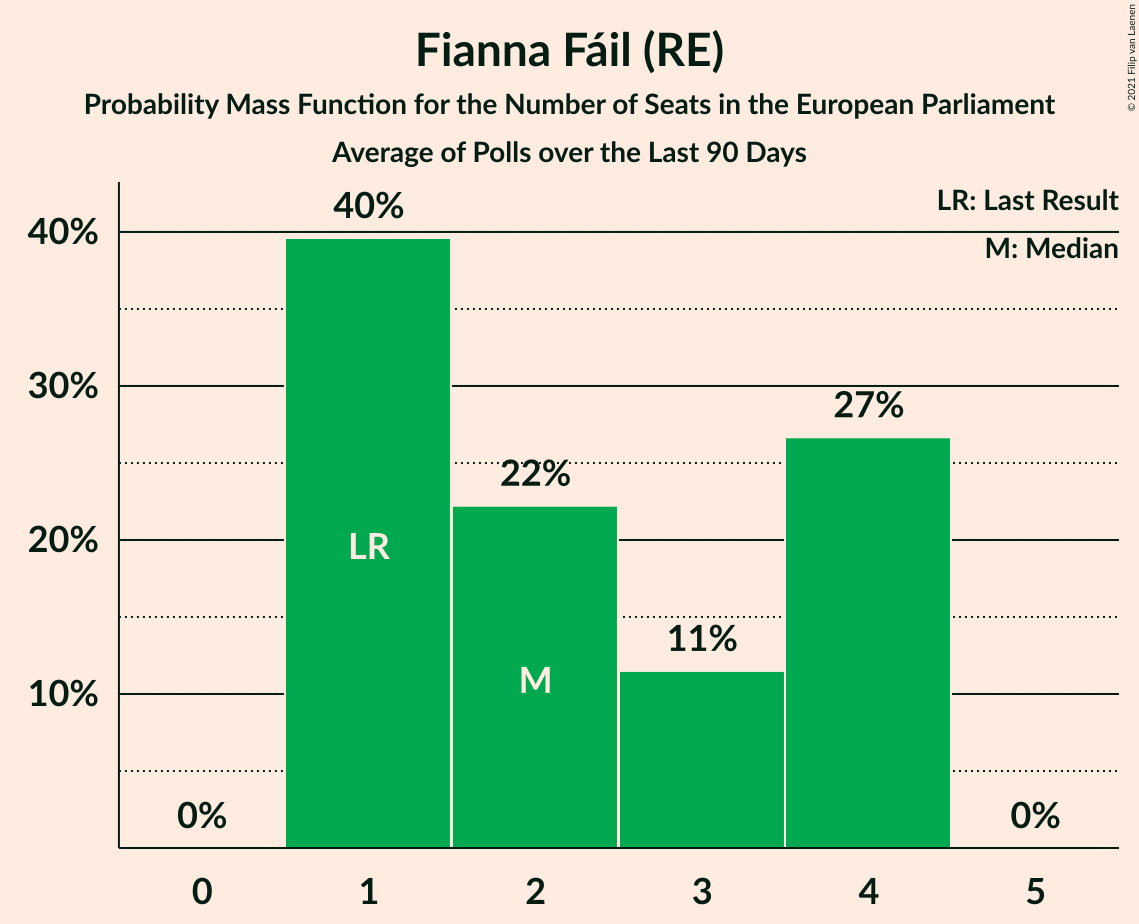 Fianna Fáil (RE)
Probability Mass Function for the Number of Seats in the European Parliament
Average of Polls over the Last 90 Days
© 2021 Filip van Laenen
LR: Last Result
M: Median
40%
30%
20%
10%
0%
40%
22%
11%
27%
0%
LR
M
0
1
2
3
4
5